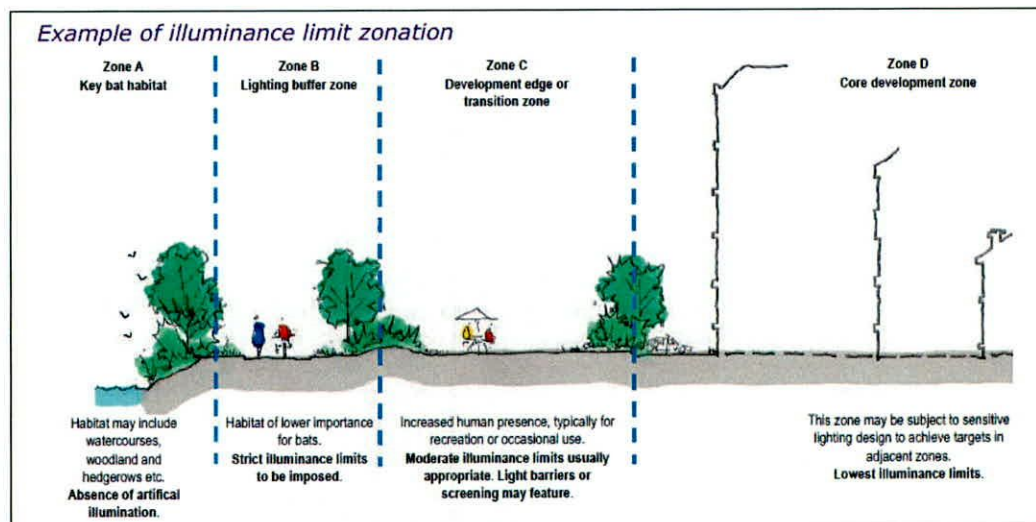 Example of illuminance limit zonation
Zone A
Key bat habitat
Zone B
Lighting buffer zone
Zone C
Development edge or
transition zone
Zone D
Core development zone
Habitat may include
watercourses,
woodland and
hedgerows etc.
Absence of artifical
illumination.
Habitat of lower importance
for bats.
Strict illuminance limits
to be imposed.
Increased human presence, typically for
recreation or occasional use.
Moderate illuminance limits usually
appropriate. Light barriers or
screening may feature.
This zone may be subject to sensitive
lighting design to achieve targets in
adjacent zones.
Lowest illuminance limits.